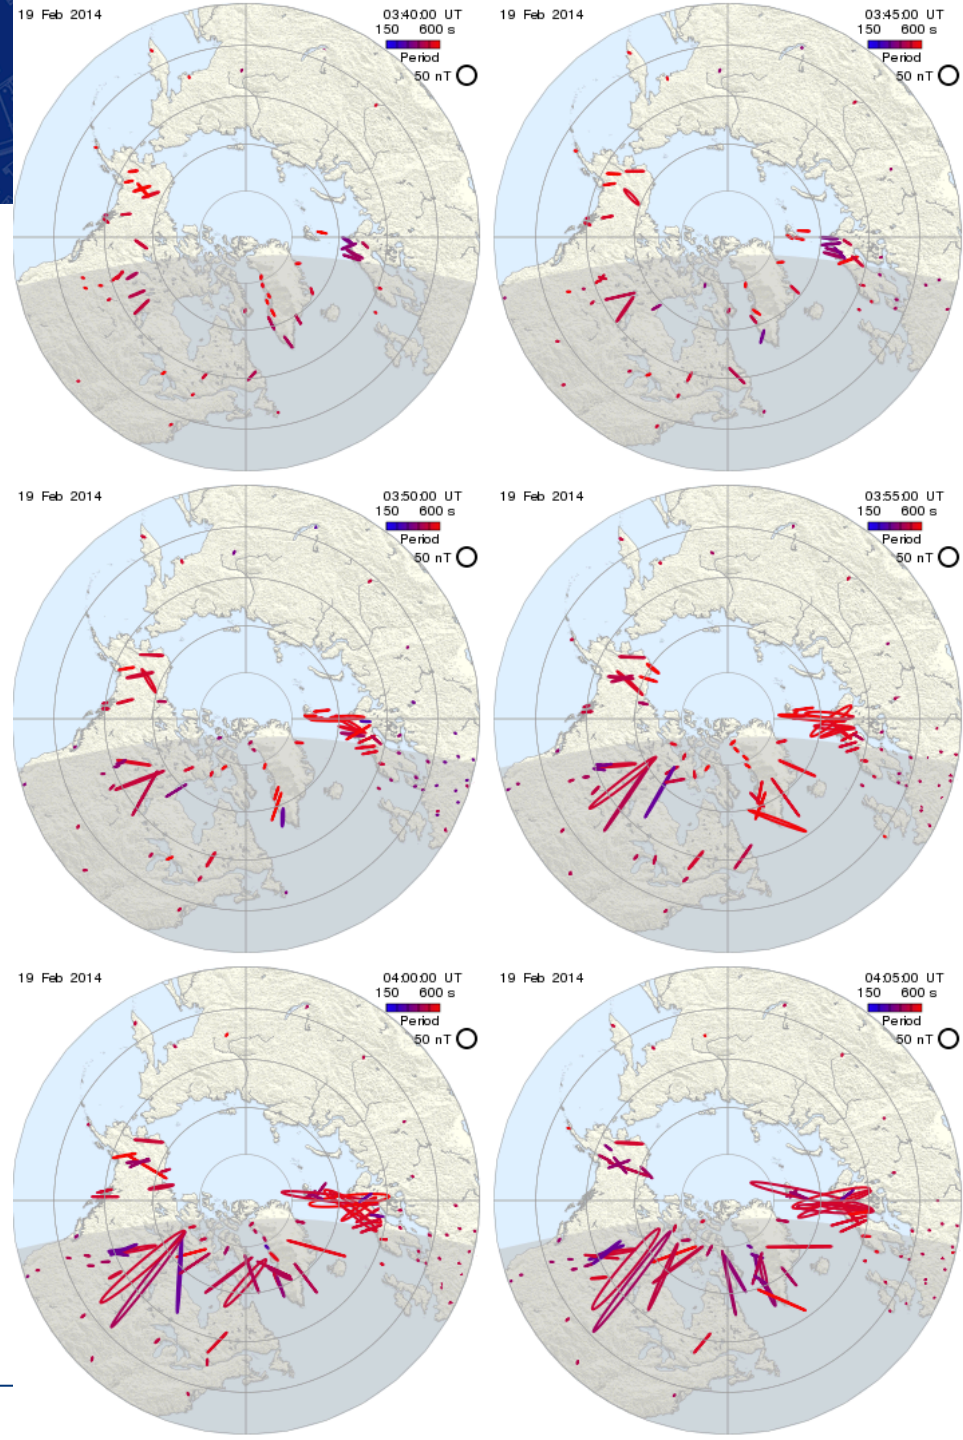 19 Feb 2014
03:40:00 UT
150 600 s
Period
50 nT
19 Feb 2014
03:45:00 UT
150 600 s
Period
50 nT
19 Feb 2014
03:50:00 UT
150 600 s
Period
50 nT
19 Feb 2014
03:55:00 UT
150 600 s
Period
50 nT
19 Feb 2014
04:00:00 UT
150 600 s
Period
50 nT
19 Feb 2014
04:05:00 UT
150 600 s
Period
50 nT